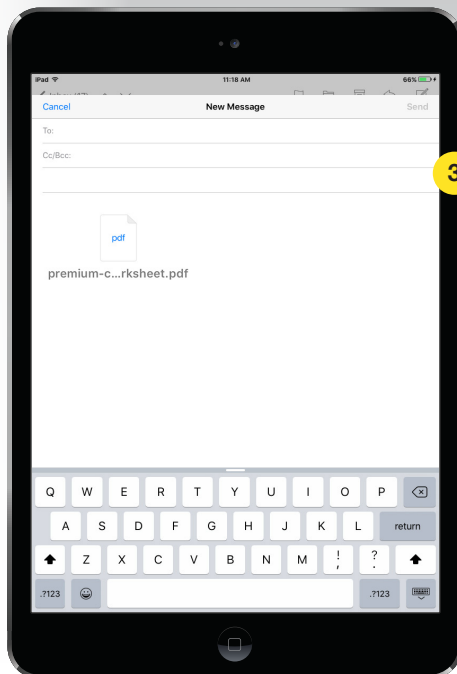 iPad 11:18 AM 66%
Cancel New Message Send
To:
Cc/Bcc:
3
pdf
premium-c...rksheet.pdf
Q W E R T Y U I O P
A S D F G H J K L return
Z X C V B N M ! , ? .
.?123 .?123